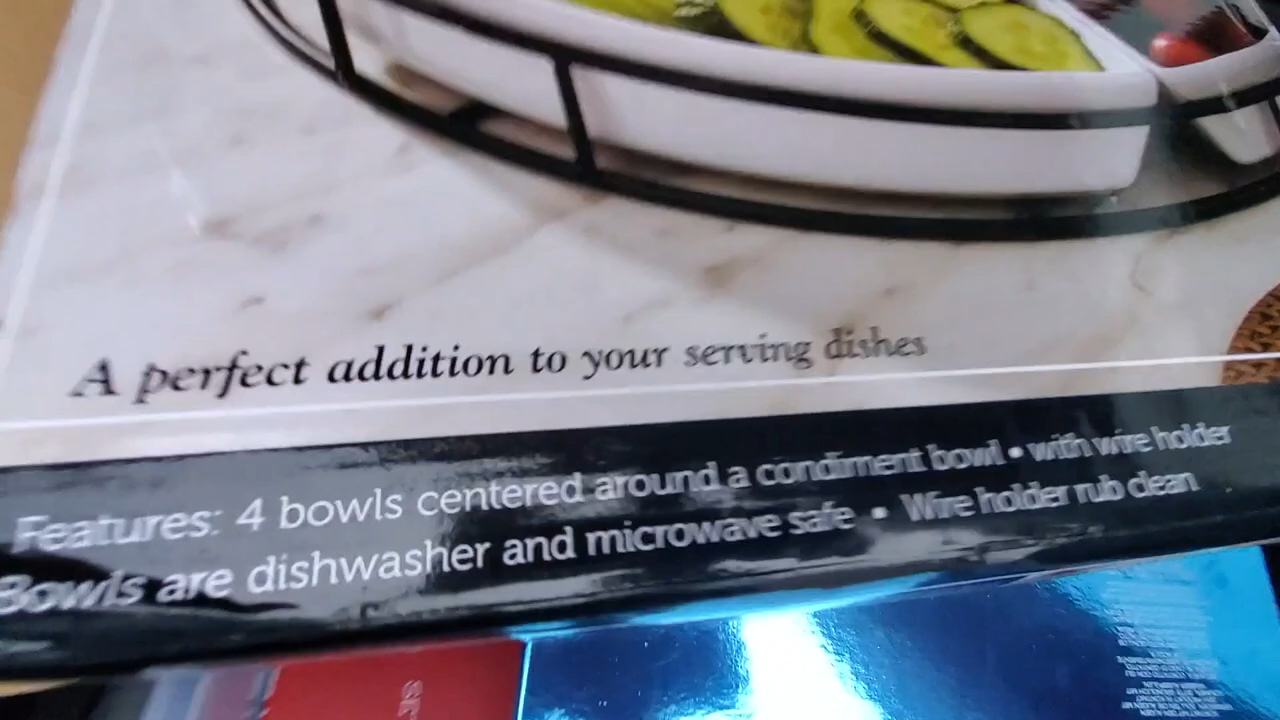 A perfect addition to your serving dishes
Features: 4 bowls centered around a condiment bowl • with wire holder
Bowls are dishwasher and microwave safe • Wire holder rub clean